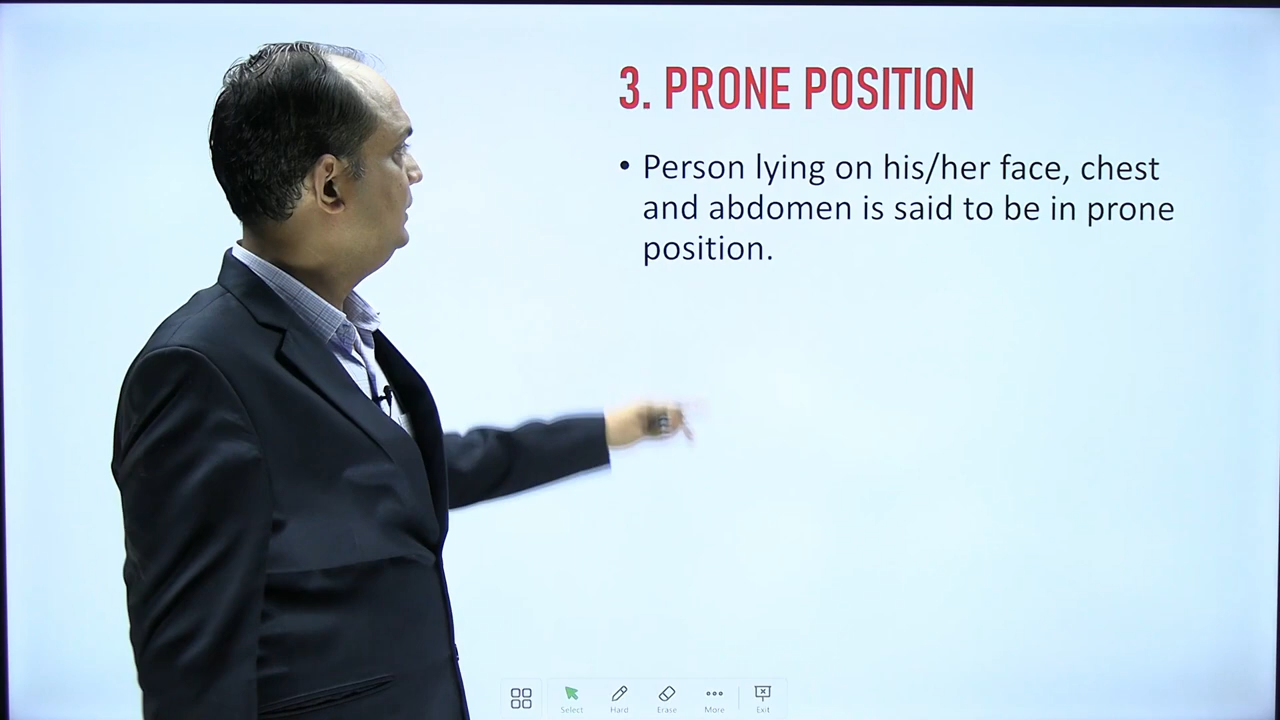 3. PRONE POSITION
• Person lying on his/her face, chest
and abdomen is said to be in prone
position.
Select Hard Erase More Exit